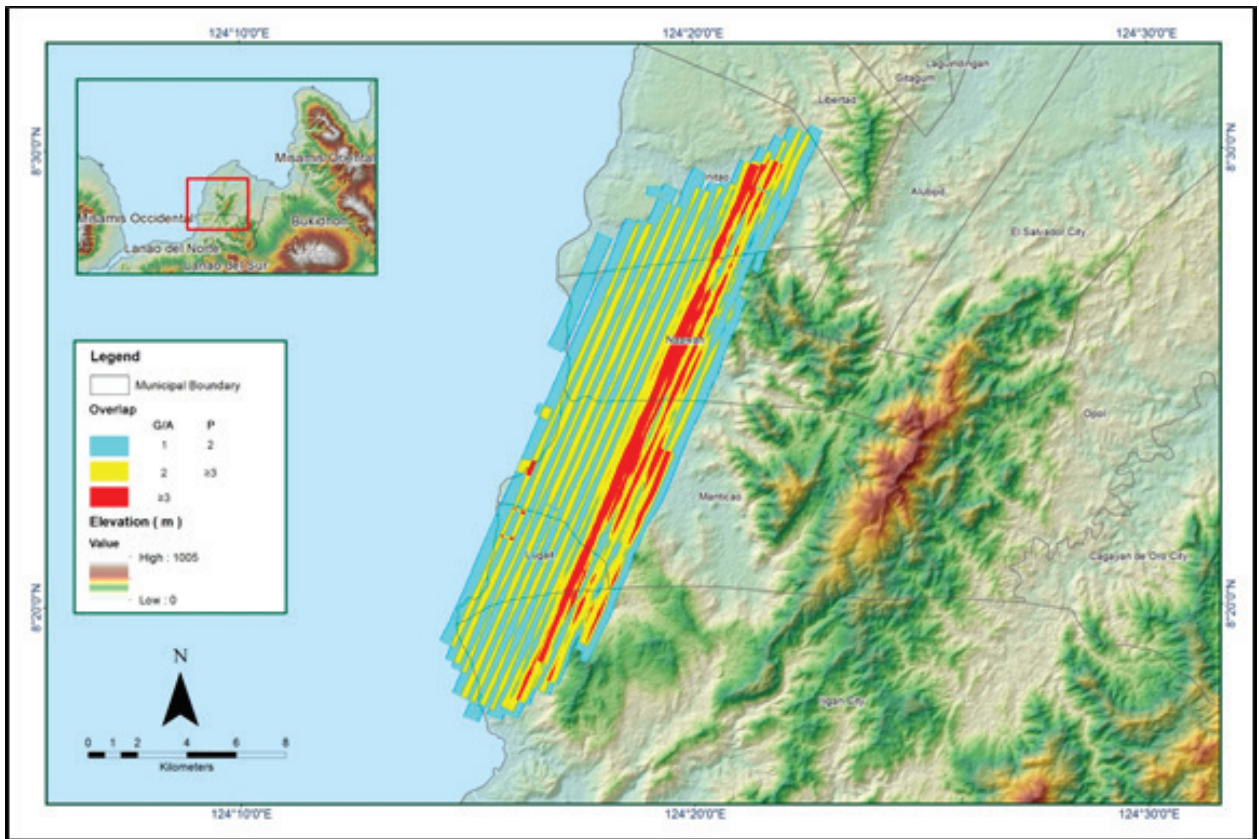 124°10'0"E 124°20'0"E 124°30'0"E
8°30'0"N 8°30'0"N
8°20'0"N 8°20'0"N
Misamis Oriental
Misamis Occidental
Bukidnon
Lanao del Norte
Lanao del Sur
Laguindingan
Gitagum
Libertad
Initao
Alubijid
El Salvador City
Naawan
Opol
Manticao
Lugait
Cagayan de Oro City
Iligan City
Legend
Municipal Boundary
Overlap
G/A P
1 2
2 ≥3
≥3
Elevation ( m )
Value
High : 1005
Low : 0
N
0 1 2 4 6 8
Kilometers
124°10'0"E 124°20'0"E 124°30'0"E